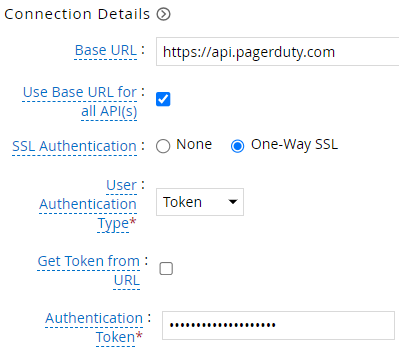 Connection Details
Base URL : https://api.pagerduty.com
Use Base URL for :
all API(s)
SSL Authentication : None One-Way SSL
User :
Authentication
Type* Token
Get Token from :
URL
Authentication :
Token* ••••••••••••••••••••